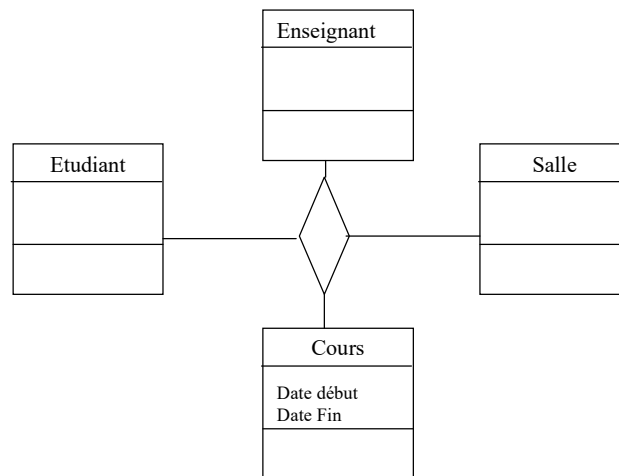 Enseignant
Etudiant
Salle
Cours
Date début
Date Fin